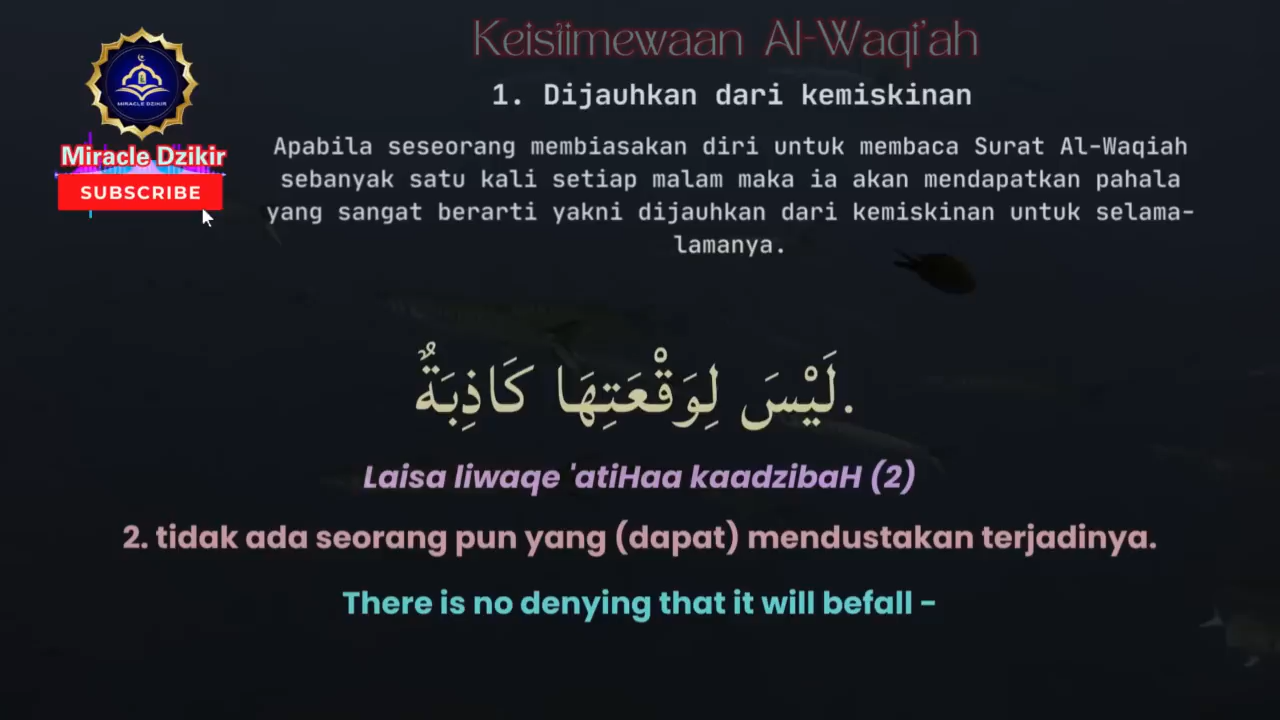 Keistimewaan Al-Waqi'ah
MIRACLE DZIKIR
Miracle Dzikir
SUBSCRIBE
1. Dijauhkan dari kemiskinan
Apabila seseorang membiasakan diri untuk membaca Surat Al-Waqiah
sebanyak satu kali setiap malam maka ia akan mendapatkan pahala
yang sangat berarti yakni dijauhkan dari kemiskinan untuk selama-
lamanya.
لَيْسَ لِوَقْعَتِهَا كَاذِبَةٌ.
Laisa liwaqe 'atiHaa kaadzibaH (2)
2. tidak ada seorang pun yang (dapat) mendustakan terjadinya.
There is no denying that it will befall -